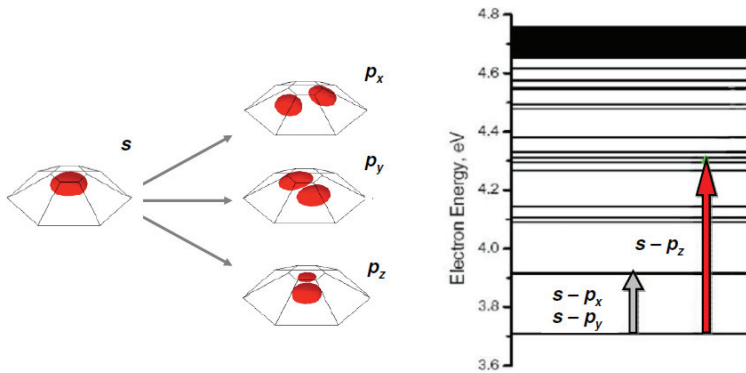 s
p_x
p_y
p_z
Electron Energy, eV
4.8
4.6
4.4
4.2
4.0
3.8
3.6
s – p_z
s – p_x
s – p_y